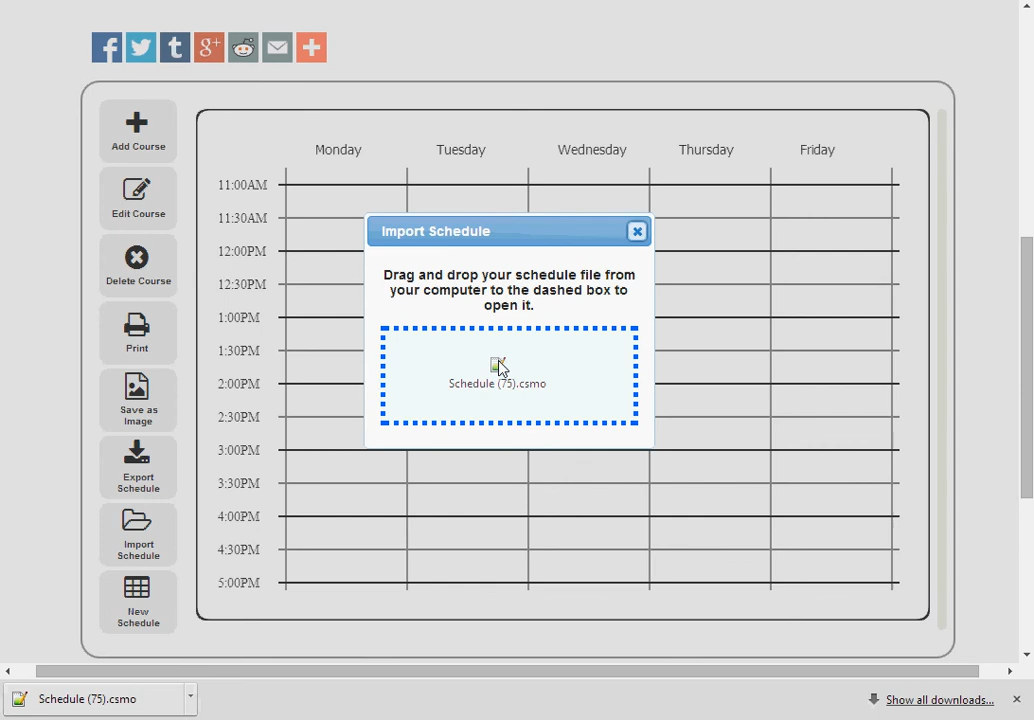 Add Course
Edit Course
Delete Course
Print
Save as
Image
Export
Schedule
Import
Schedule
New
Schedule
Monday Tuesday Wednesday Thursday Friday
11:00AM
11:30AM
12:00PM
12:30PM
1:00PM
1:30PM
2:00PM
2:30PM
3:00PM
3:30PM
4:00PM
4:30PM
5:00PM
Import Schedule
Drag and drop your schedule file from
your computer to the dashed box to
open it.
Schedule (75).csmo
Schedule (75).csmo
Show all downloads...